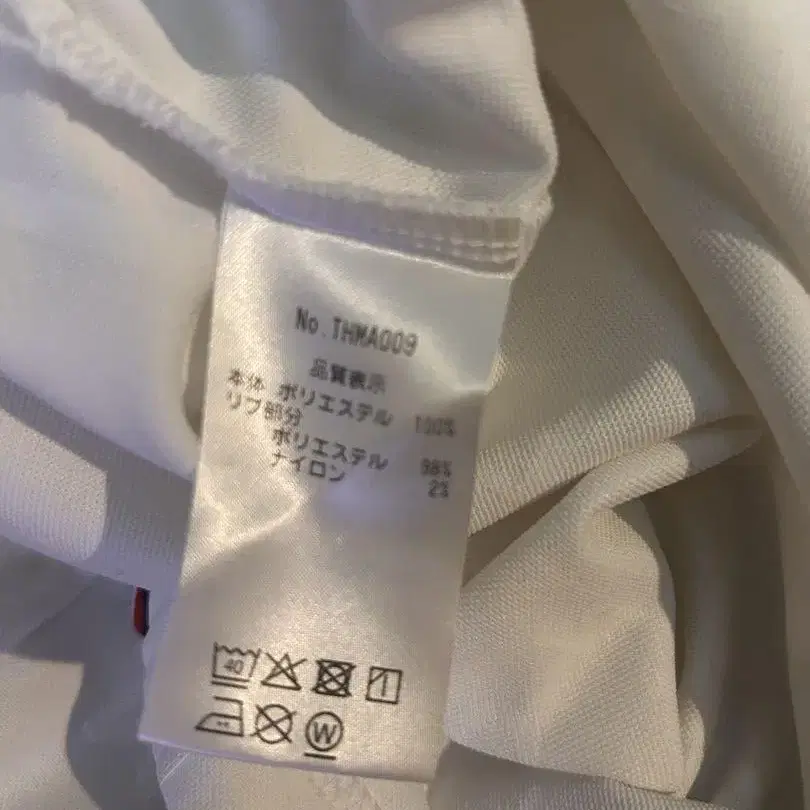 No.THMA009
品質表示
本体 ポリエステル 100%
リブ部分
ポリエステル 98%
ナイロン 2%
40
W